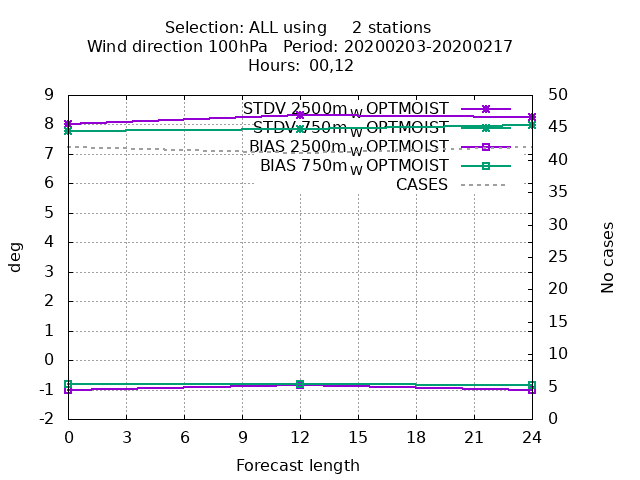 Selection: ALL using 2 stations
Wind direction 100hPa Period: 20200203-20200217
Hours: 00,12
STDV 2500m_W OPTMOIST
STDV 750m_W OPTMOIST
BIAS 2500m_W OPTMOIST
BIAS 750m_W OPTMOIST
CASES
deg
9
8
7
6
5
4
3
2
1
0
-1
-2
50
45
40
35
30
25
20
15
10
5
0
No cases
0 3 6 9 12 15 18 21 24
Forecast length